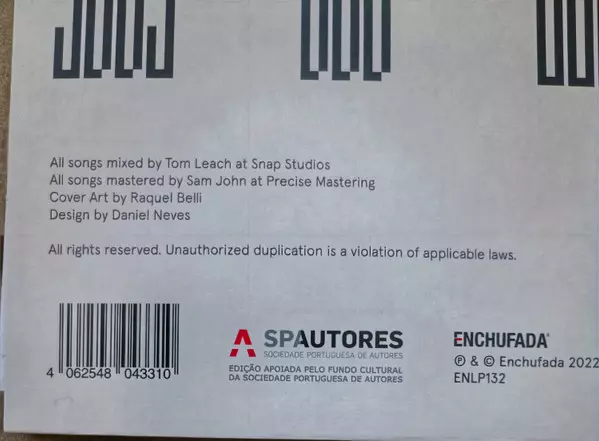 All songs mixed by Tom Leach at Snap Studios
All songs mastered by Sam John at Precise Mastering
Cover Art by Raquel Belli
Design by Daniel Neves
All rights reserved. Unauthorized duplication is a violation of applicable laws.
4 062548 043310
SPAUTORES
SOCIEDADE PORTUGUESA DE AUTORES
EDIÇÃO APOIADA PELO FUNDO CULTURAL
DA SOCIEDADE PORTUGUESA DE AUTORES
ENCHUFADA®
℗ & © Enchufada 2022
ENLP132